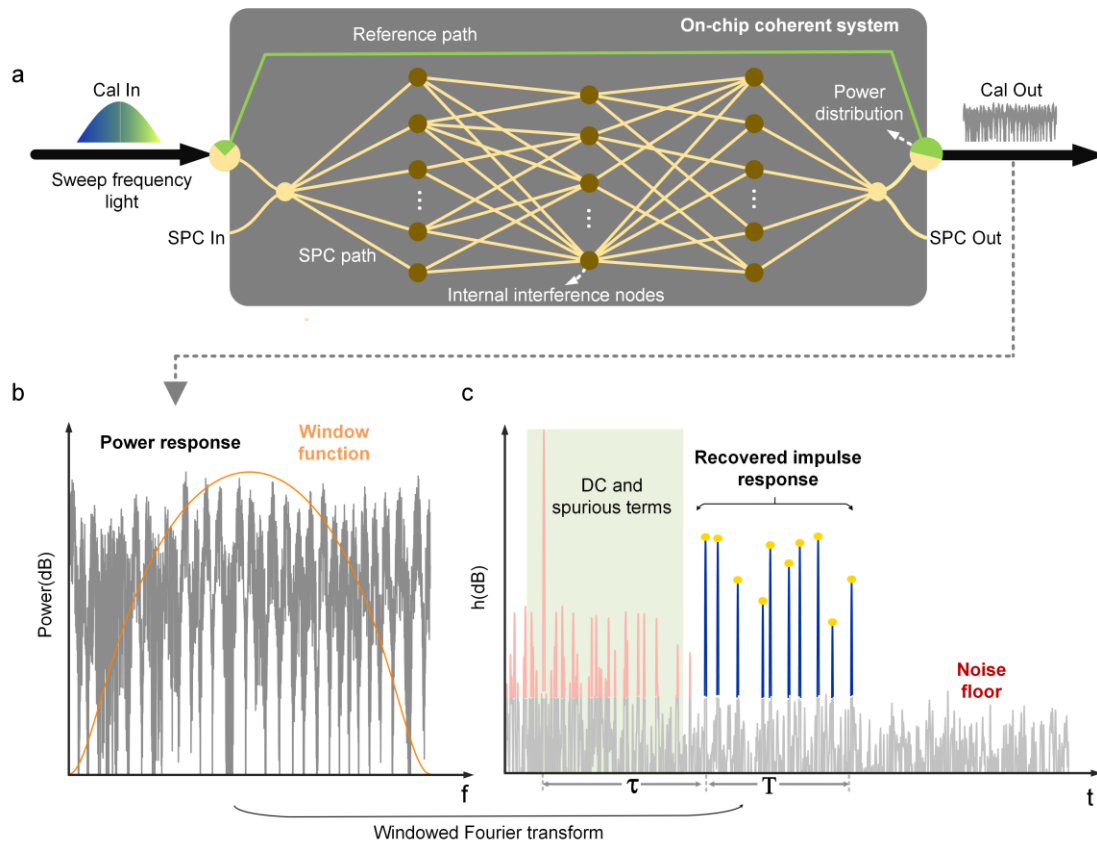 On-chip coherent system
Reference path
a
Cal In
Power
distribution
Cal Out
Sweep frequency
light
SPC In
SPC path
Internal interference nodes
SPC Out
b
Power response
Window
function
Power(dB)
f
c
DC and
spurious terms
Recovered impulse
response
h(dB)
Noise
floor
τ
T
t
Windowed Fourier transform